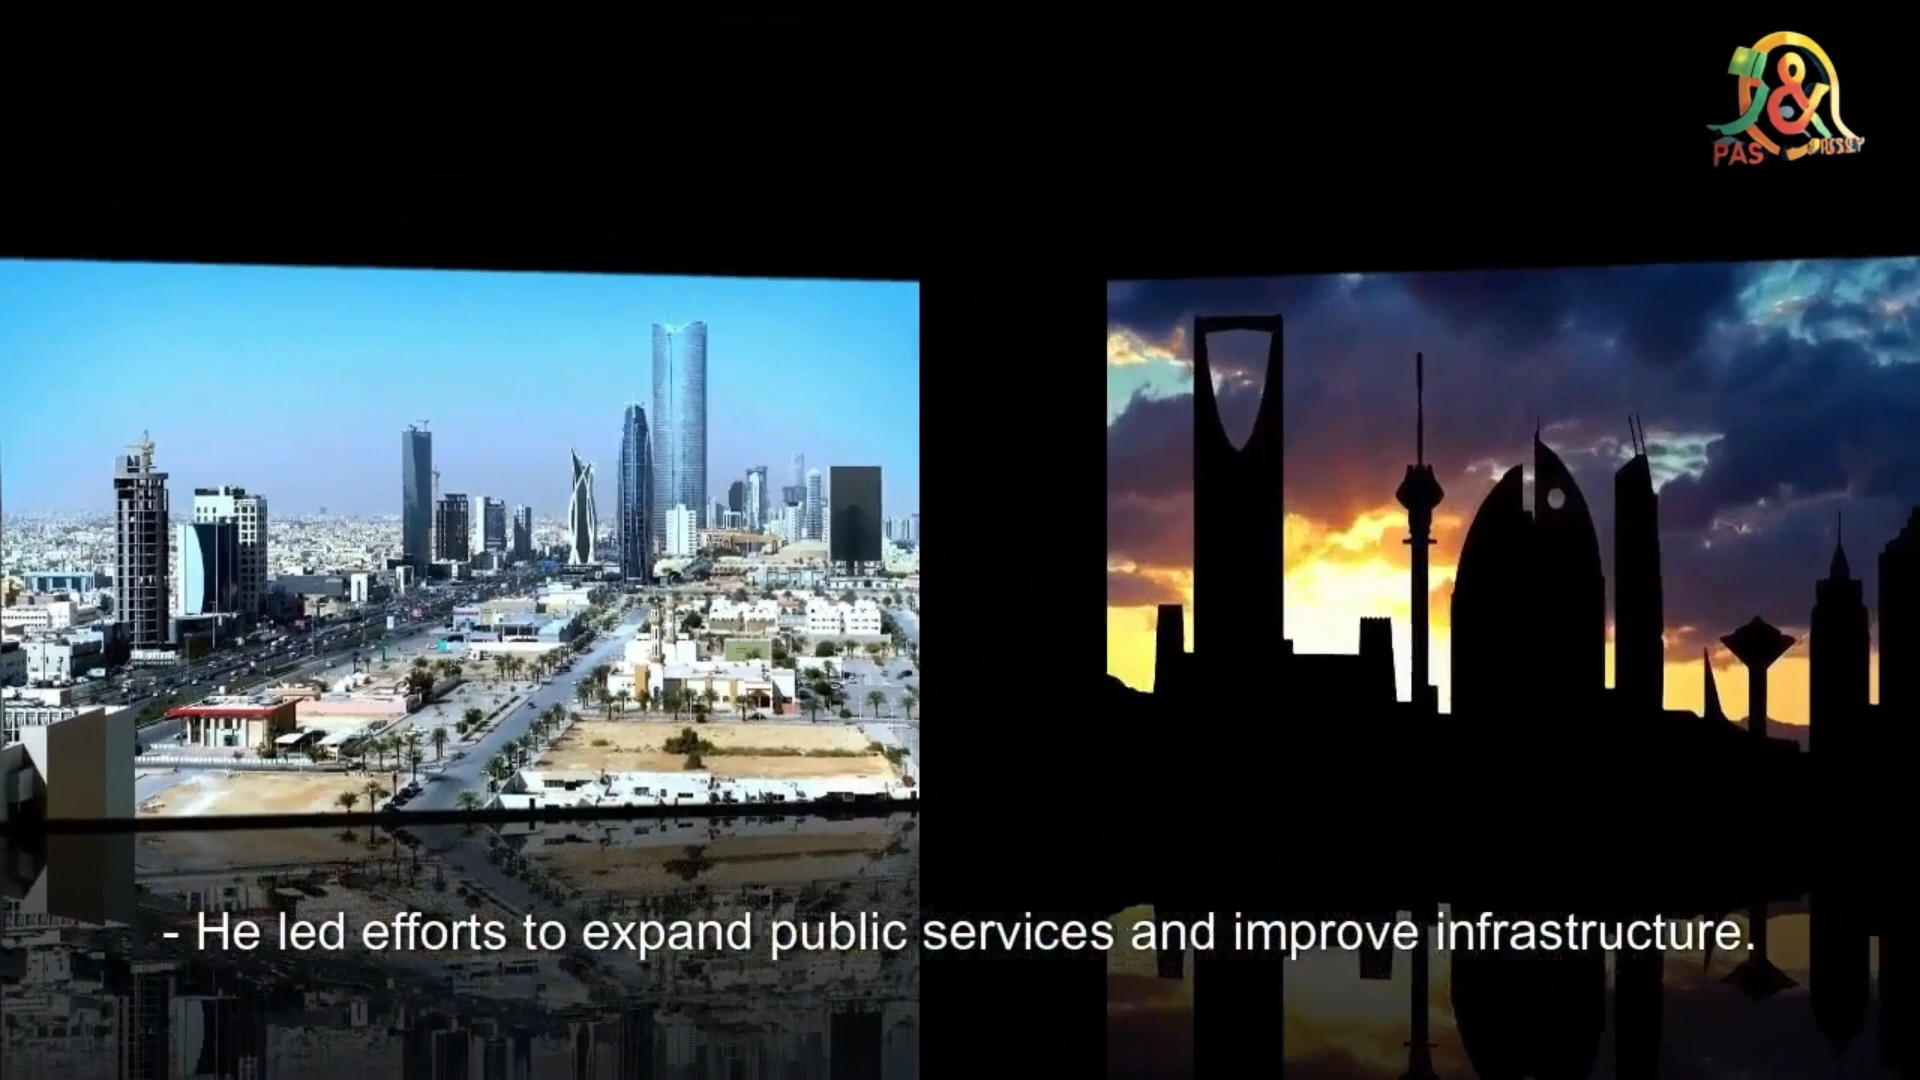 PAS
- He led efforts to expand public services and improve infrastructure.